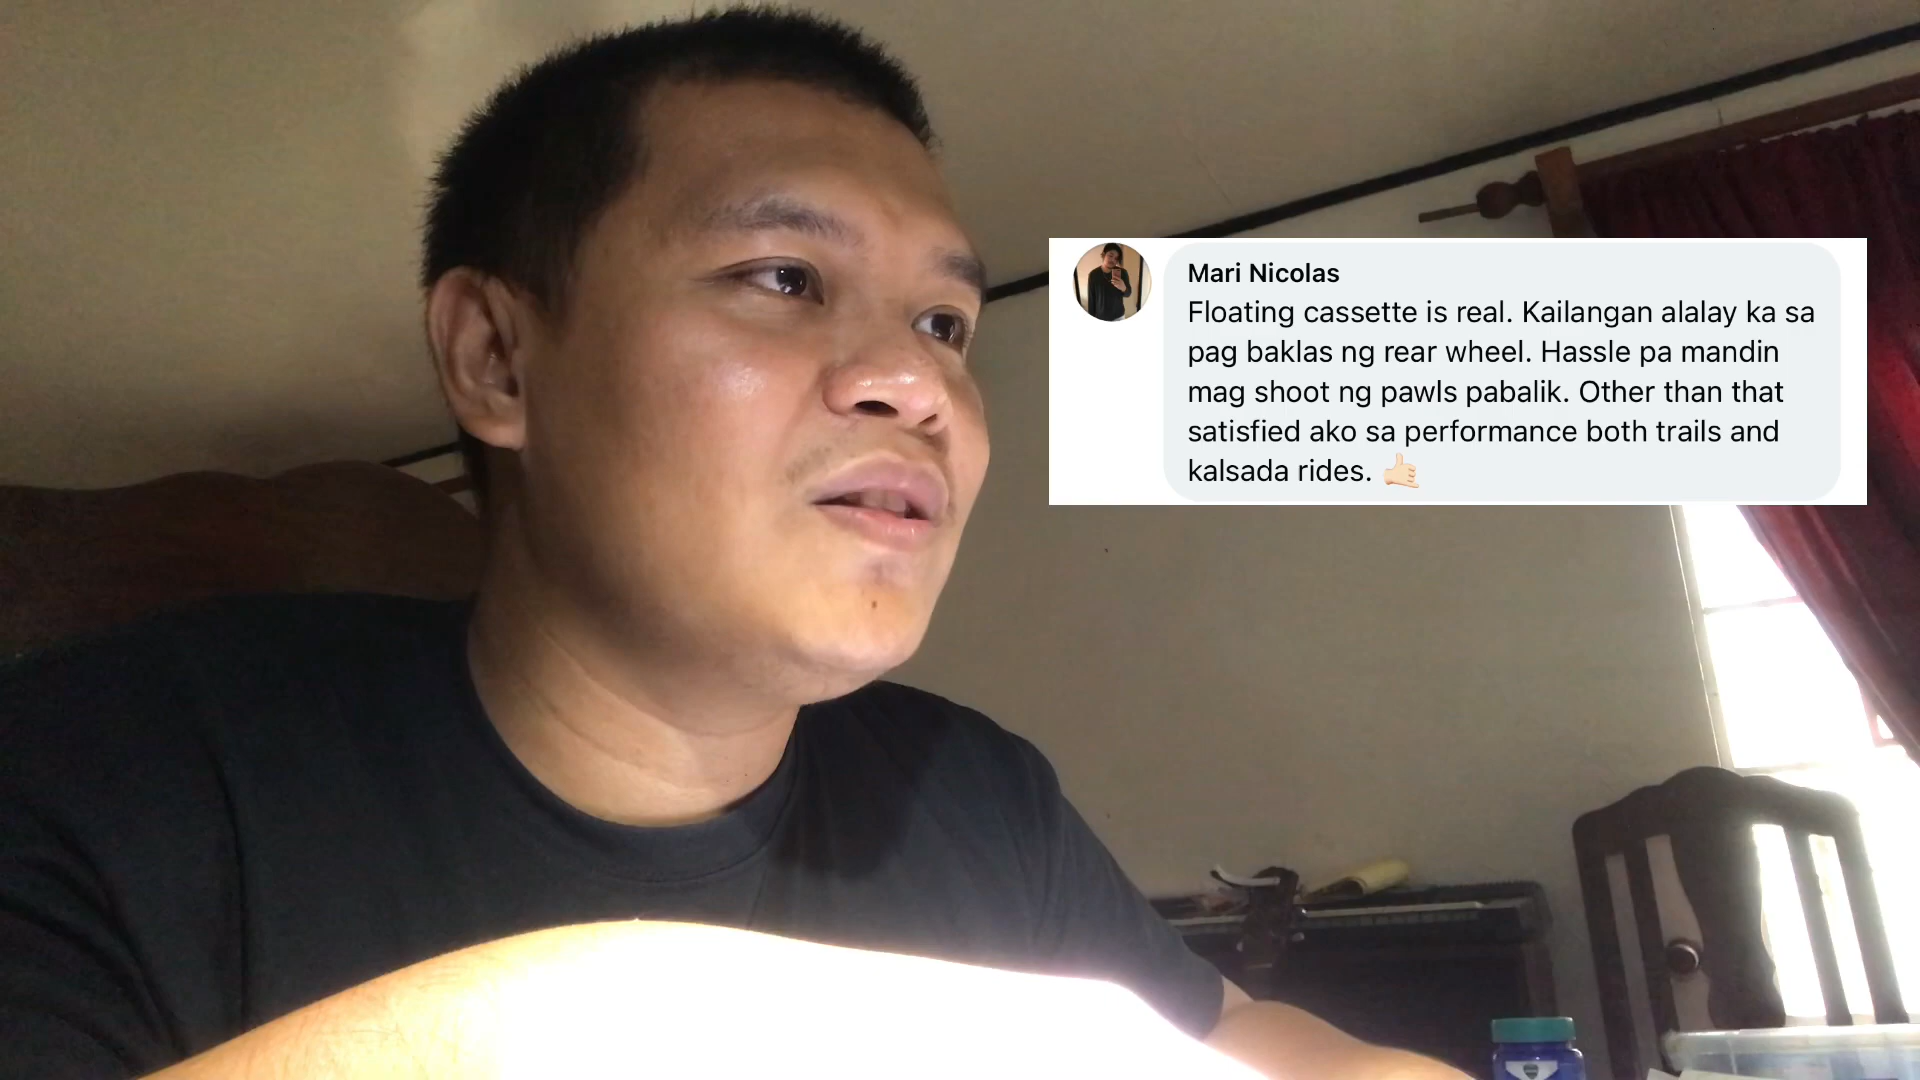 Mari Nicolas
Floating cassette is real. Kailangan alalay ka sa
pag baklas ng rear wheel. Hassle pa mandin
mag shoot ng pawls pabalik. Other than that
satisfied ako sa performance both trails and
kalsada rides. 🤙🏻